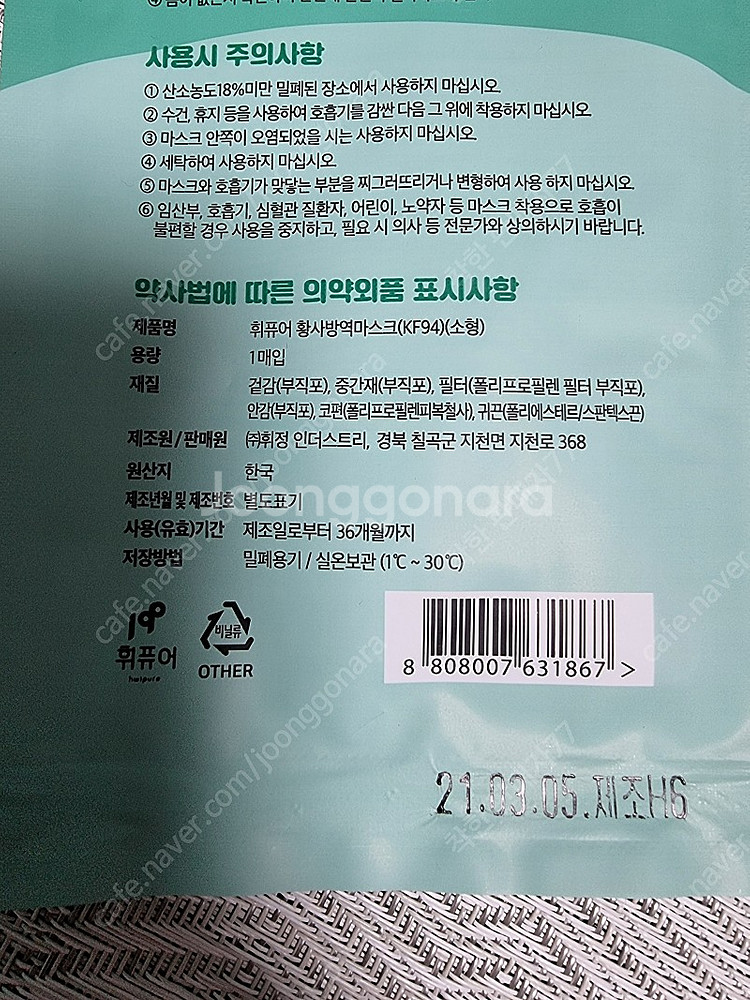 사용시 주의사항
① 산소농도18%미만 밀폐된 장소에서 사용하지 마십시오.
② 수건, 휴지 등을 사용하여 호흡기를 감싼 다음 그 위에 착용하지 마십시오.
③ 마스크 안쪽이 오염되었을 시는 사용하지 마십시오.
④ 세탁하여 사용하지 마십시오.
⑤ 마스크와 호흡기가 맞닿는 부분을 찌그러뜨리거나 변형하여 사용 하지 마십시오.
⑥ 임산부, 호흡기, 심혈관 질환자, 어린이, 노약자 등 마스크 착용으로 호흡이
불편할 경우 사용을 중지하고, 필요 시 의사 등 전문가와 상의하시기 바랍니다.
약사법에 따른 의약외품 표시사항
제품명 휘퓨어 황사방역마스크(KF94)(소형)
용량 1매입
재질 겉감(부직포), 중간재(부직포), 필터(폴리프로필렌 필터 부직포),
안감(부직포), 코편(폴리프로필렌피복철사), 귀끈(폴리에스테르/스판텍스끈)
제조원/판매원 ㈜휘정 인더스트리, 경북 칠곡군 지천면 지천로 368
원산지 한국
제조년월 및 제조번호 별도표기
Joonggonara
사용(유효)기간 제조일로부터 36개월까지
저장방법 밀폐용기 / 실온보관 (1℃ ~ 30℃)
휘퓨어
hwipure
비닐류
OTHER
8 808007 631867 >
21.03.05.제조H6
cafe.naver.com/joonggonara